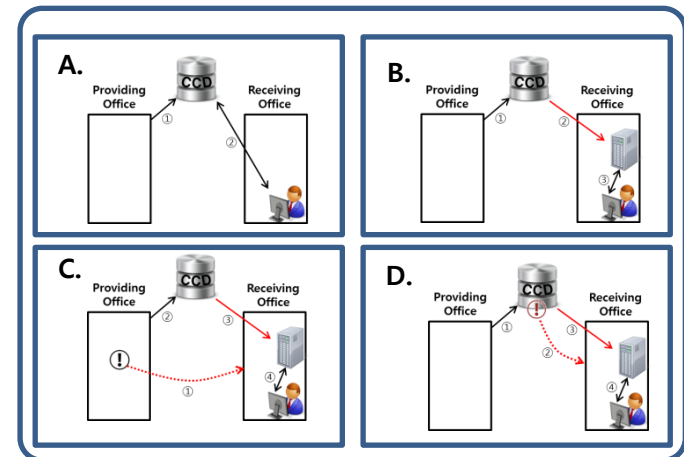 A.
CCD
Providing
Office
Receiving
Office
①
②
B.
CCD
Providing
Office
Receiving
Office
①
②
③
C.
CCD
Providing
Office
Receiving
Office
②
③
!
④
①
D.
CCD
Providing
Office
Receiving
Office
!
①
③
②
④